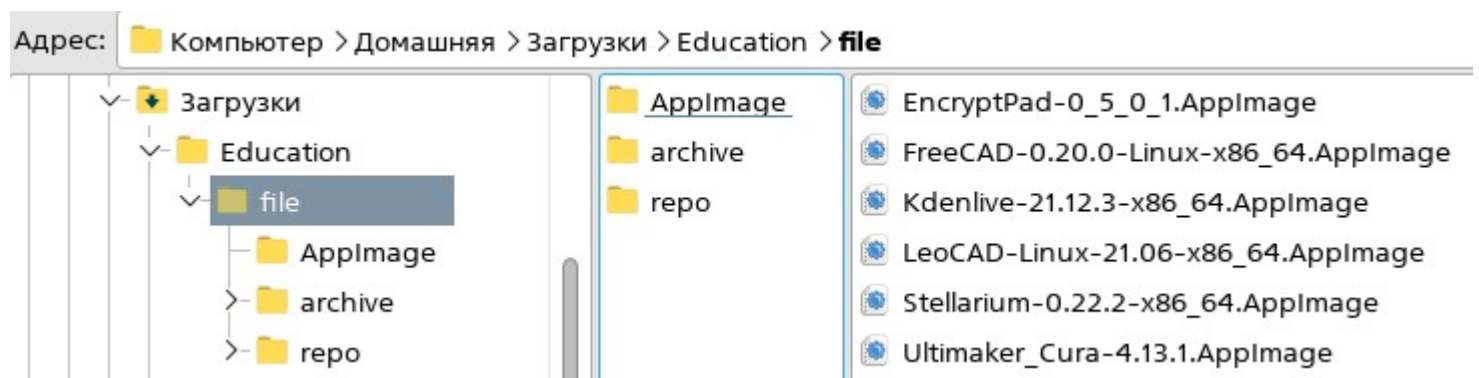 Адрес: Компьютер > Домашняя > Загрузки > Education > file
Загрузки
Education
file
AppImage
archive
repo
AppImage
archive
repo
EncryptPad-0_5_0_1.AppImage
FreeCAD-0.20.0-Linux-x86_64.AppImage
Kdenlive-21.12.3-x86_64.AppImage
LeoCAD-Linux-21.06-x86_64.AppImage
Stellarium-0.22.2-x86_64.AppImage
Ultimaker_Cura-4.13.1.AppImage